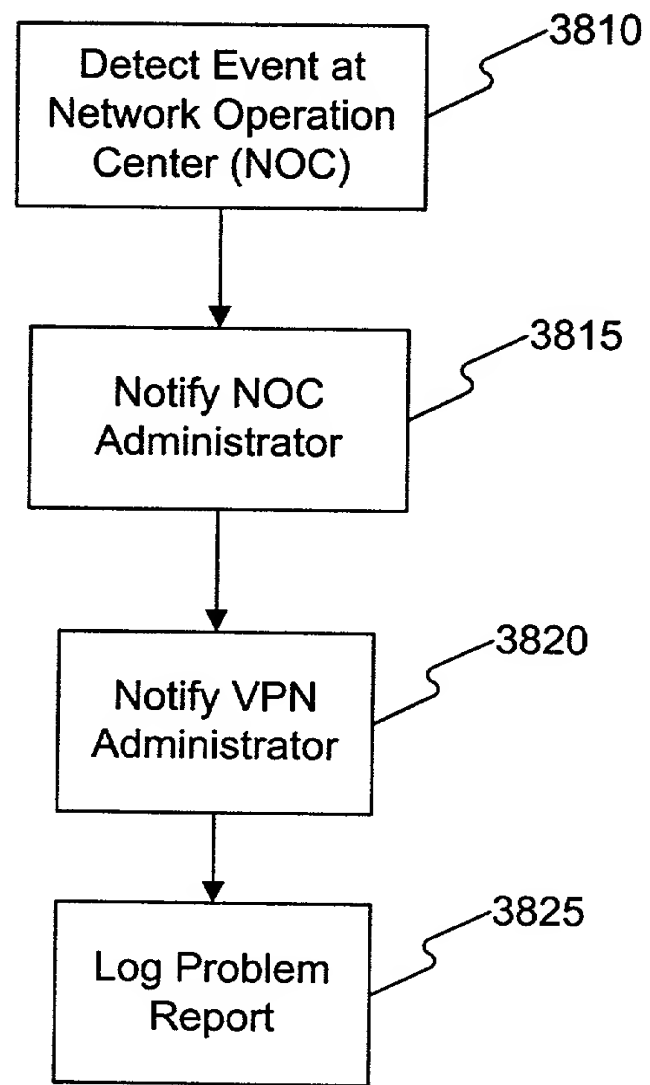 3810
Detect Event at
Network Operation
Center (NOC)
3815
Notify NOC
Administrator
3820
Notify VPN
Administrator
3825
Log Problem
Report